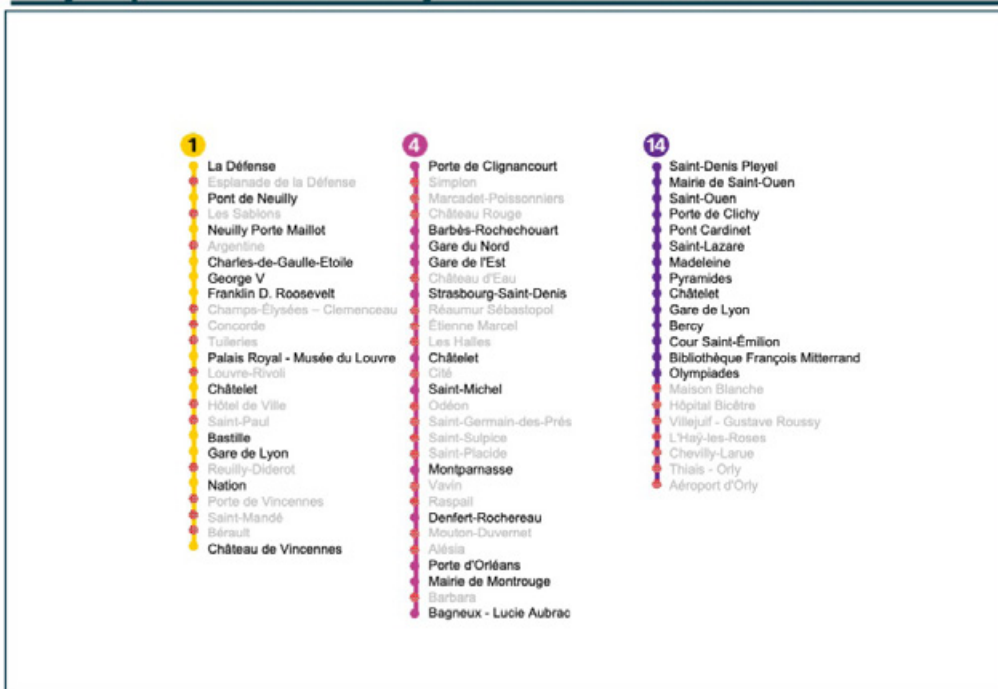 1
La Défense
Esplanade de la Défense
Pont de Neuilly
Les Sablons
Neuilly Porte Maillot
Argentine
Charles-de-Gaulle-Etoile
George V
Franklin D. Roosevelt
Champs-Élysées – Clemenceau
Concorde
Tuileries
Palais Royal - Musée du Louvre
Louvre-Rivoli
Châtelet
Hôtel de Ville
Saint-Paul
Bastille
Gare de Lyon
Reuilly-Diderot
Nation
Porte de Vincennes
Saint-Mandé
Bérault
Château de Vincennes
4
Porte de Clignancourt
Simplon
Marcadet-Poissonniers
Château Rouge
Barbès-Rochechouart
Gare du Nord
Gare de l'Est
Château d'Eau
Strasbourg-Saint-Denis
Réaumur Sébastopol
Étienne Marcel
Les Halles
Châtelet
Cité
Saint-Michel
Odéon
Saint-Germain-des-Prés
Saint-Sulpice
Saint-Placide
Montparnasse
Vavin
Raspail
Denfert-Rochereau
Mouton-Duvernet
Alésia
Porte d'Orléans
Mairie de Montrouge
Barbara
Bagneux - Lucie Aubrac
14
Saint-Denis Pleyel
Mairie de Saint-Ouen
Saint-Ouen
Porte de Clichy
Pont Cardinet
Saint-Lazare
Madeleine
Pyramides
Châtelet
Gare de Lyon
Bercy
Cour Saint-Émilion
Bibliothèque François Mitterrand
Olympiades
Maison Blanche
Hôpital Bicêtre
Villejuif - Gustave Roussy
L'Haÿ-les-Roses
Chevilly-Larue
Thiais - Orly
Aéroport d'Orly